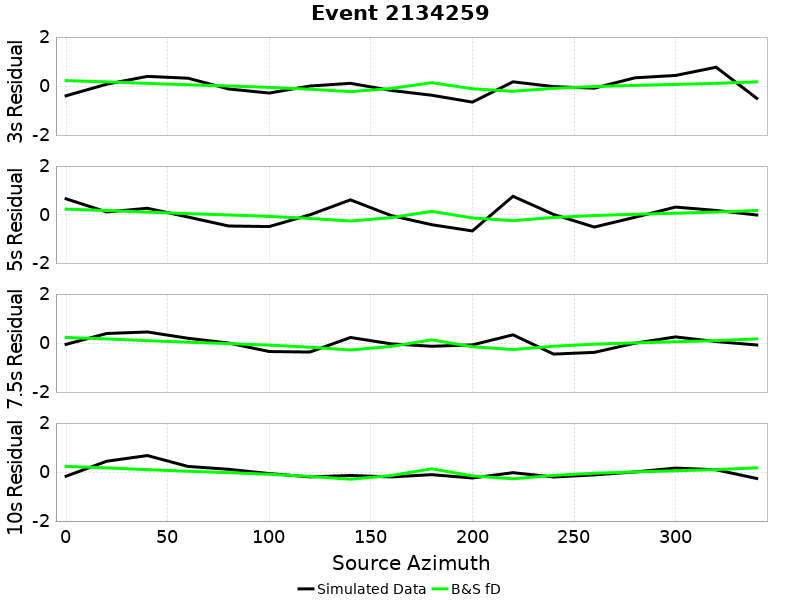 Event 2134259
3s Residual
2
0
-2
5s Residual
2
0
-2
7.5s Residual
2
0
-2
10s Residual
2
0
-2
0 50 100 150 200 250 300
Source Azimuth
Simulated Data B&S fD